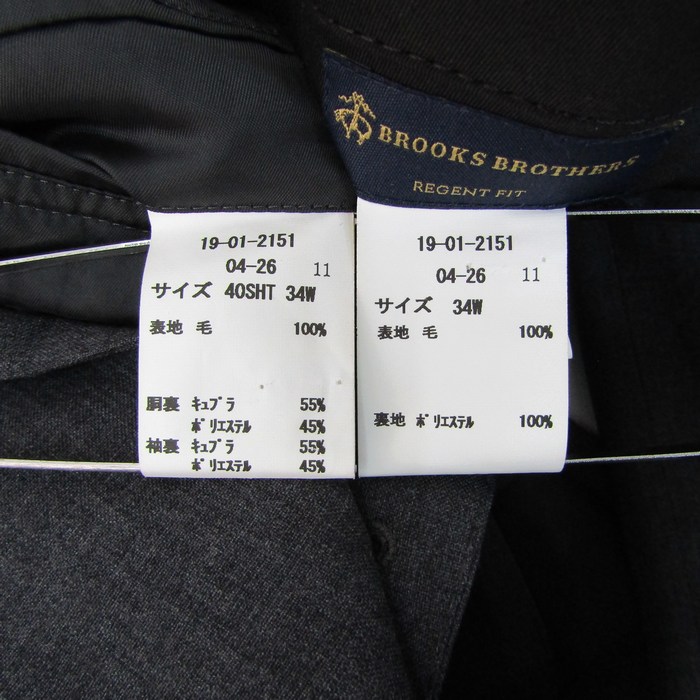 BROOKS BROTHERS
REGENT FIT
19-01-2151
04-26 11
サイズ 40SHT 34W
表地 毛 100%
胴裏 ｷｭﾌﾟﾗ 55%
ﾎﾟﾘｴｽﾃﾙ 45%
袖裏 ｷｭﾌﾟﾗ 55%
ﾎﾟﾘｴｽﾃﾙ 45%
19-01-2151
04-26 11
サイズ 34W
表地 毛 100%
裏地 ﾎﾟﾘｴｽﾃﾙ 100%